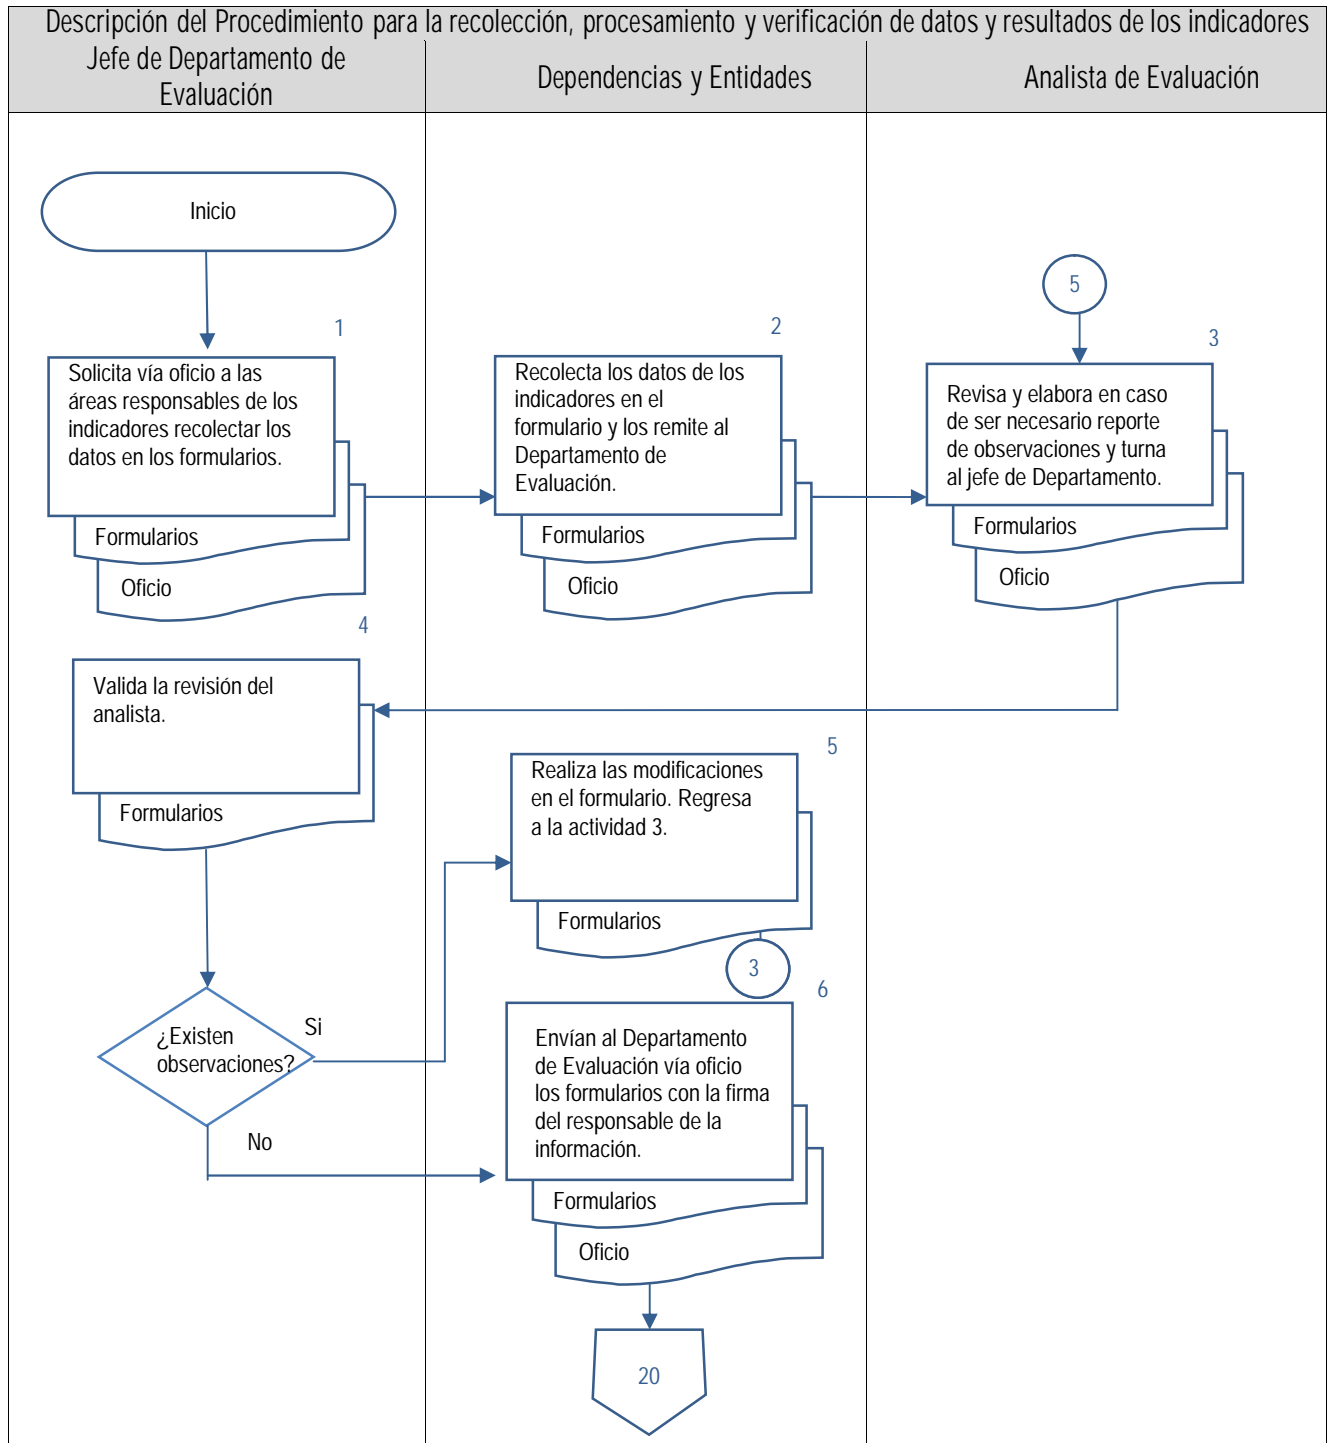 Descripción del Procedimiento para la recolección, procesamiento y verificación de datos y resultados de los indicadores
Jefe de Departamento de
Evaluación
Dependencias y Entidades
Analista de Evaluación
Inicio
5
1
Solicita vía oficio a las
áreas responsables de los
indicadores recolectar los
datos en los formularios.
Formularios
Oficio
2
Recolecta los datos de los
indicadores en el
formulario y los remite al
Departamento de
Evaluación.
Formularios
Oficio
3
Revisa y elabora en caso
de ser necesario reporte
de observaciones y turna
al jefe de Departamento.
Formularios
Oficio
4
Valida la revisión del
analista.
Formularios
5
Realiza las modificaciones
en el formulario. Regresa
a la actividad 3.
Formularios
3
¿Existen
observaciones?
Si
No
6
Envían al Departamento
de Evaluación vía oficio
los formularios con la firma
del responsable de la
información.
Formularios
Oficio
20